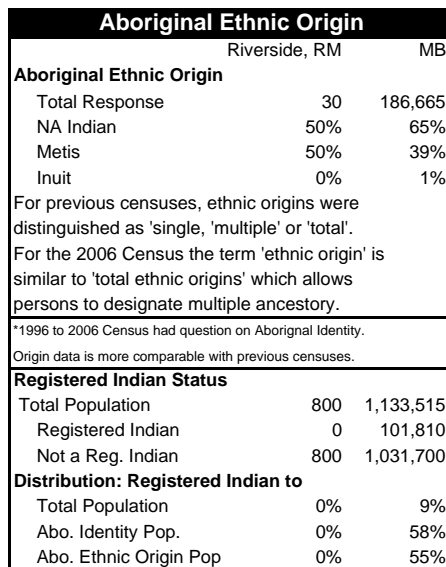 Aboriginal Ethnic Origin
Riverside, RM MB
Aboriginal Ethnic Origin
Total Response 30 186,665
NA Indian 50% 65%
Metis 50% 39%
Inuit 0% 1%
For previous censuses, ethnic origins were
distinguished as 'single, 'multiple' or 'total'.
For the 2006 Census the term 'ethnic origin' is
similar to 'total ethnic origins' which allows
persons to designate multiple ancestory.
*1996 to 2006 Census had question on Aborignal Identity.
Origin data is more comparable with previous censuses.
Registered Indian Status
Total Population 800 1,133,515
Registered Indian 0 101,810
Not a Reg. Indian 800 1,031,700
Distribution: Registered Indian to
Total Population 0% 9%
Abo. Identity Pop. 0% 58%
Abo. Ethnic Origin Pop 0% 55%